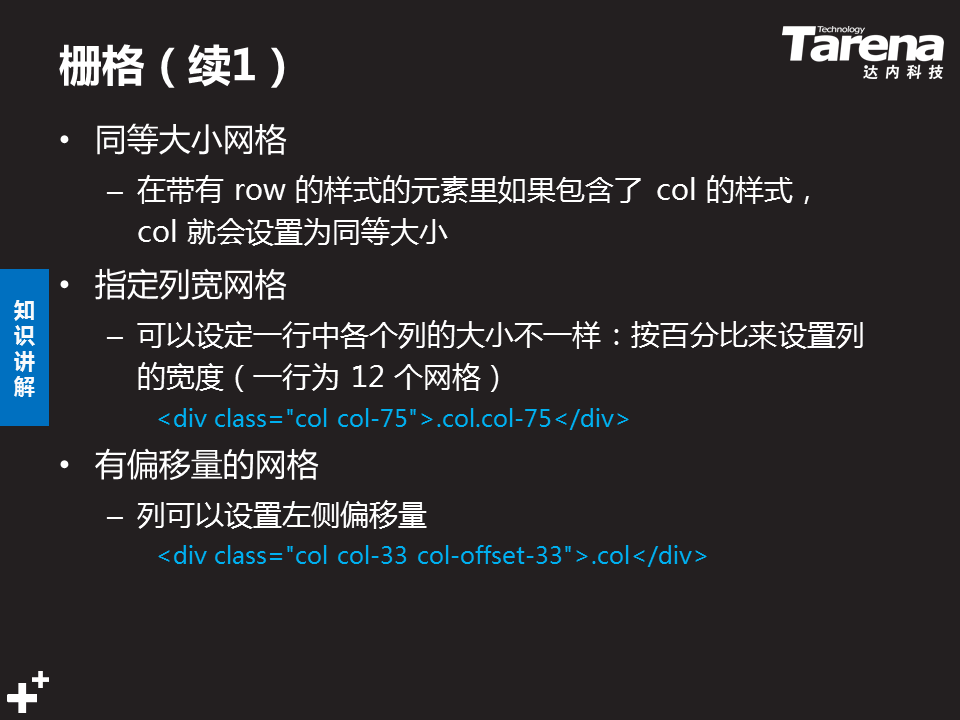 栅格（续1）
Technology
Tarena
达内科技
• 同等大小网格
– 在带有 row 的样式的元素里如果包含了 col 的样式，
col 就会设置为同等大小
• 指定列宽网格
– 可以设定一行中各个列的大小不一样：按百分比来设置列
的宽度（一行为 12 个网格）
<div class="col col-75">.col.col-75</div>
• 有偏移量的网格
– 列可以设置左侧偏移量
<div class="col col-33 col-offset-33">.col</div>
知
识
讲
解